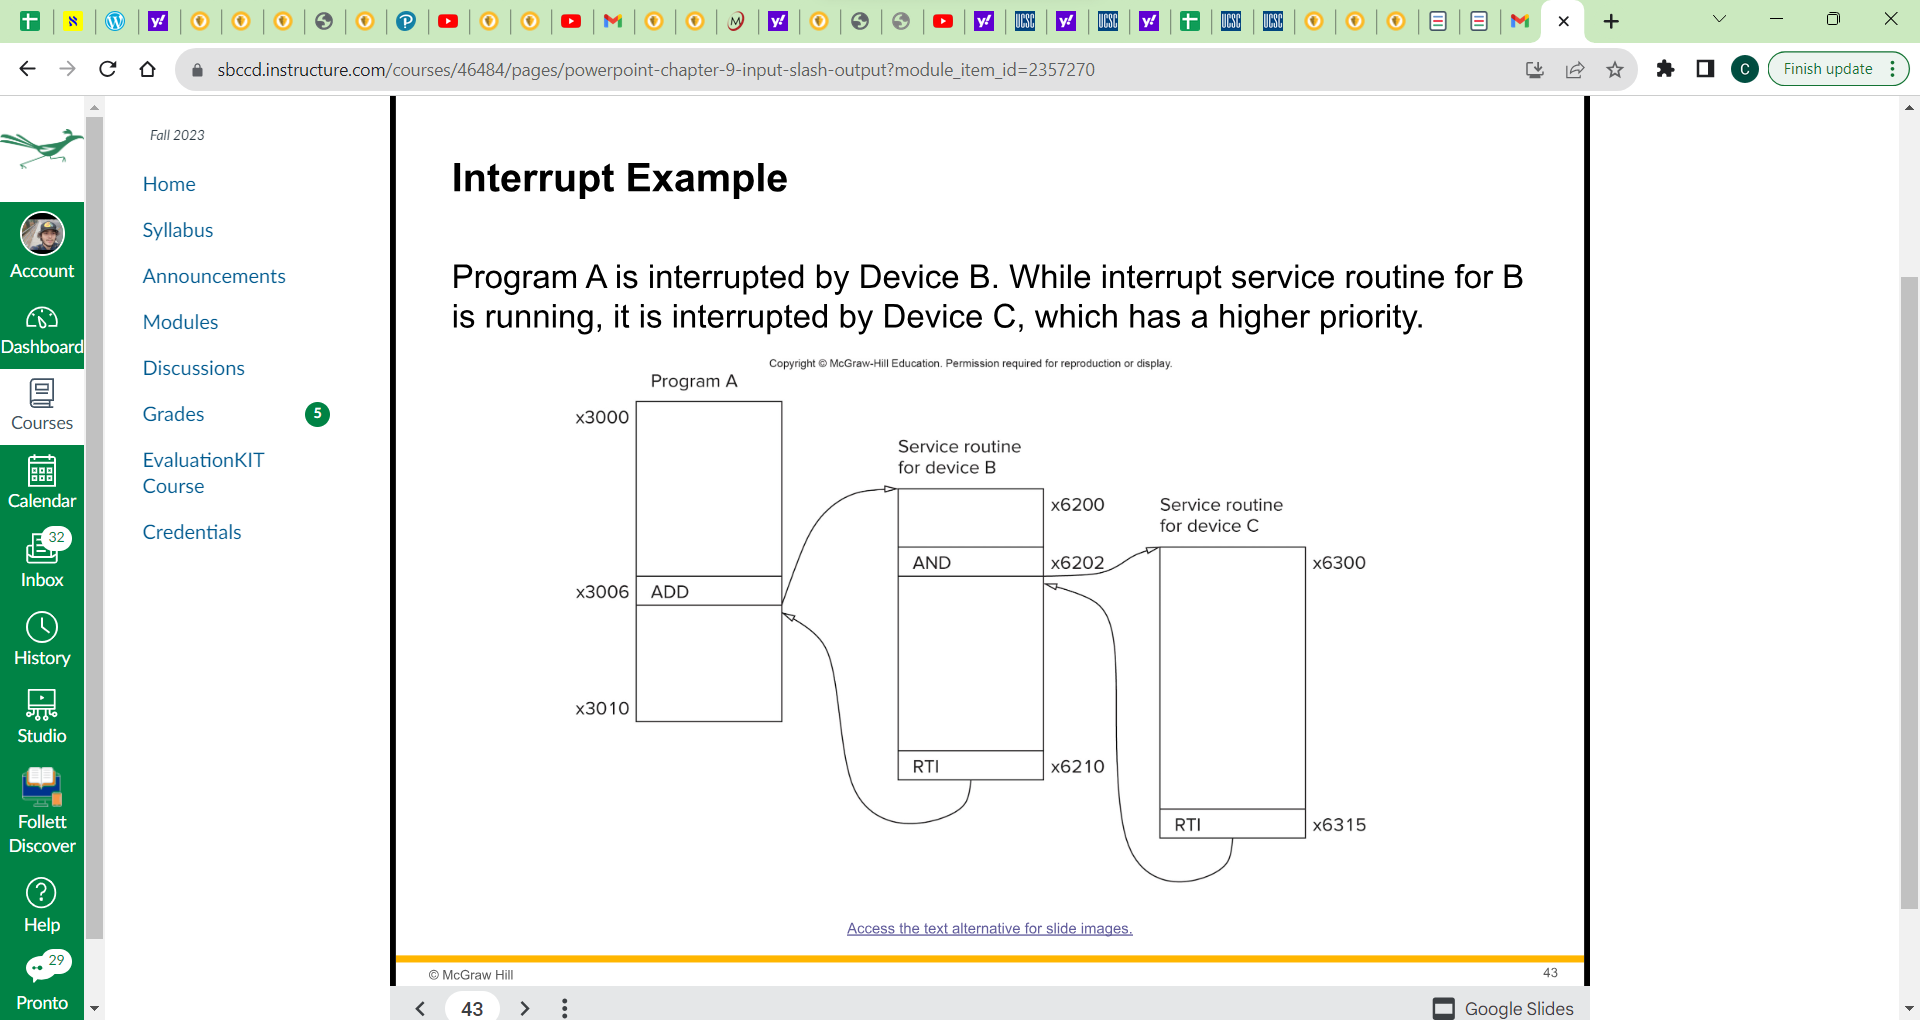 sbccd.instructure.com/courses/46484/pages/powerpoint-chapter-9-input-slash-output?module_item_id=2357270
C
Finish update
Account
Dashboard
Courses
Calendar
32
Inbox
History
Studio
Follett
Discover
Help
29
Pronto
Fall 2023
Home
Syllabus
Announcements
Modules
Discussions
Grades
5
EvaluationKIT
Course
Credentials
Interrupt Example
Program A is interrupted by Device B. While interrupt service routine for B
is running, it is interrupted by Device C, which has a higher priority.
Copyright © McGraw-Hill Education. Permission required for reproduction or display.
Program A
x3000
x3006
ADD
x3010
Service routine
for device B
x6200
AND
x6202
RTI
x6210
Service routine
for device C
x6300
RTI
x6315
Access the text alternative for slide images.
© McGraw Hill
43
43
Google Slides